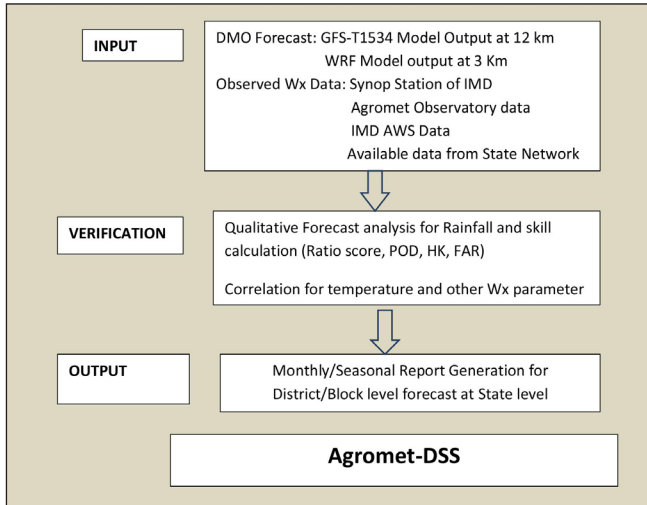 INPUT
DMO Forecast: GFS-T1534 Model Output at 12 km
WRF Model output at 3 Km
Observed Wx Data: Synop Station of IMD
Agromet Observatory data
IMD AWS Data
Available data from State Network
VERIFICATION
Qualitative Forecast analysis for Rainfall and skill
calculation (Ratio score, POD, HK, FAR)
Correlation for temperature and other Wx parameter
OUTPUT
Monthly/Seasonal Report Generation for
District/Block level forecast at State level
Agromet-DSS